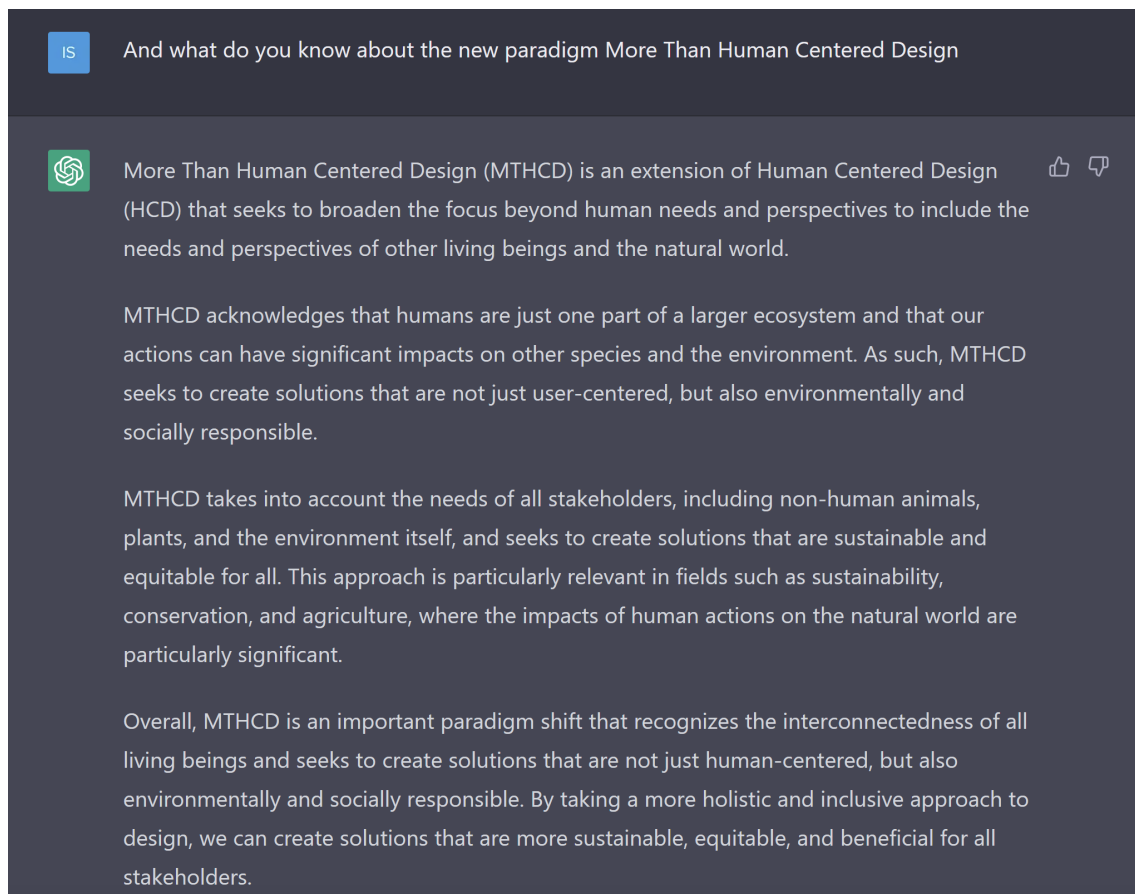 IS
And what do you know about the new paradigm More Than Human Centered Design
More Than Human Centered Design (MTHCD) is an extension of Human Centered Design
(HCD) that seeks to broaden the focus beyond human needs and perspectives to include the
needs and perspectives of other living beings and the natural world.
MTHCD acknowledges that humans are just one part of a larger ecosystem and that our
actions can have significant impacts on other species and the environment. As such, MTHCD
seeks to create solutions that are not just user-centered, but also environmentally and
socially responsible.
MTHCD takes into account the needs of all stakeholders, including non-human animals,
plants, and the environment itself, and seeks to create solutions that are sustainable and
equitable for all. This approach is particularly relevant in fields such as sustainability,
conservation, and agriculture, where the impacts of human actions on the natural world are
particularly significant.
Overall, MTHCD is an important paradigm shift that recognizes the interconnectedness of all
living beings and seeks to create solutions that are not just human-centered, but also
environmentally and socially responsible. By taking a more holistic and inclusive approach to
design, we can create solutions that are more sustainable, equitable, and beneficial for all
stakeholders.